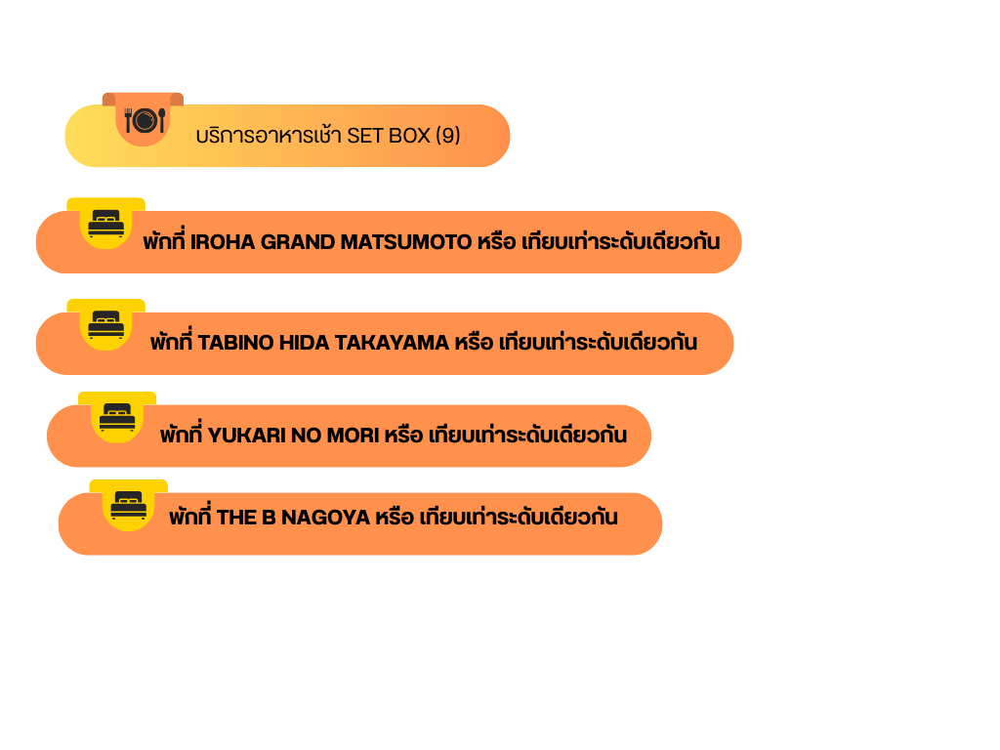 บริการอาหารเช้า SET BOX (9)
พักที่ IROHA GRAND MATSUMOTO หรือ เทียบเท่าระดับเดียวกัน
พักที่ TABINO HIDA TAKAYAMA หรือ เทียบเท่าระดับเดียวกัน
พักที่ YUKARI NO MORI หรือ เทียบเท่าระดับเดียวกัน
พักที่ THE B NAGOYA หรือ เทียบเท่าระดับเดียวกัน